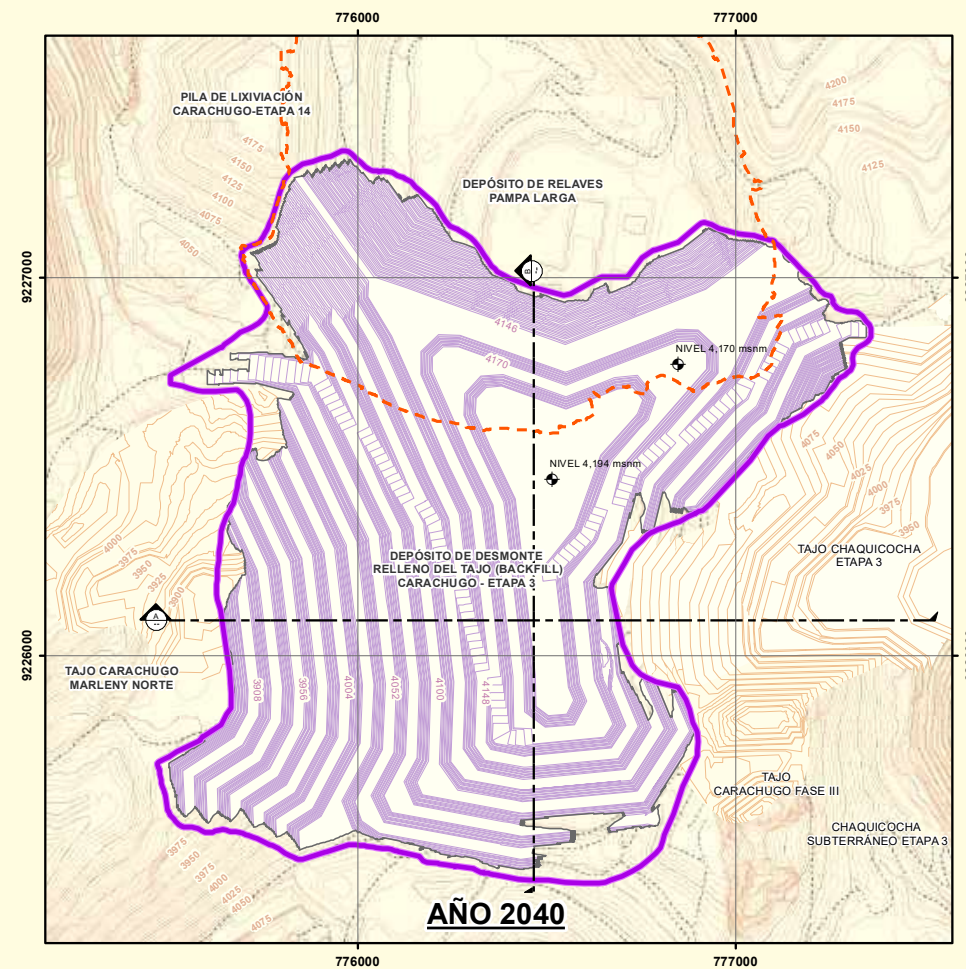 776000
777000
PILA DE LIXIVIACIÓN
CARACHUGO-ETAPA 14
4175
4150
4125
4100
4075
4050
DEPÓSITO DE RELAVES
PAMPA LARGA
4200
4175
4150
4125
9227000
B
4146
4170
NIVEL 4,170 msnm
NIVEL 4,194 msnm
4075
4050
4025
4000
3975
3950
TAJO CHAQUICOCHA
ETAPA 3
4000
3975
3950
3925
3900
DEPÓSITO DE DESMONTE
RELLENO DEL TAJO (BACKFILL)
CARACHUGO - ETAPA 3
A
9226000
TAJO CARACHUGO
MARLENY NORTE
3908
3956
4004
4052
4100
4148
TAJO
CARACHUGO FASE III
CHAQUICOCHA
SUBTERRÁNEO ETAPA 3
3975
3950
3975
4000
4025
4050
4075
AÑO 2040
776000
777000